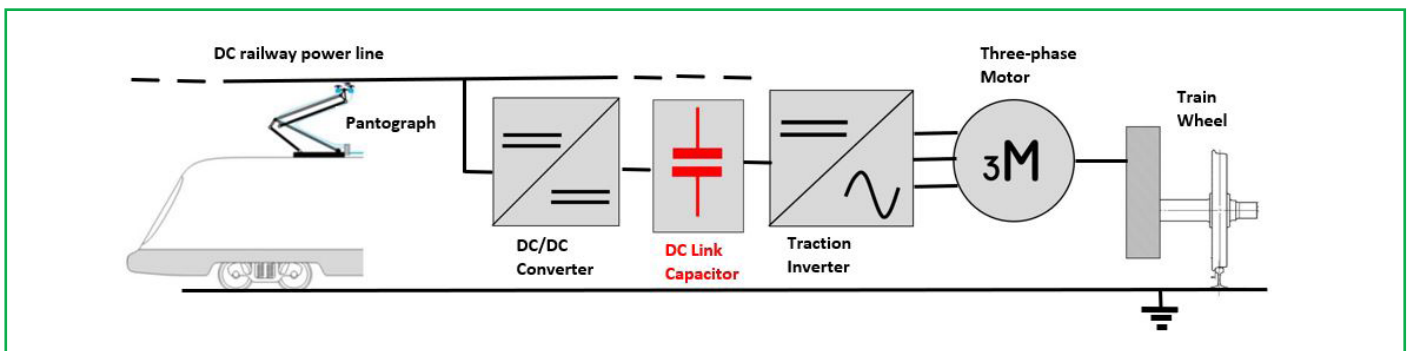 DC railway power line
Pantograph
DC/DC
Converter
DC Link
Capacitor
Traction
Inverter
Three-phase
Motor
3M
Train
Wheel